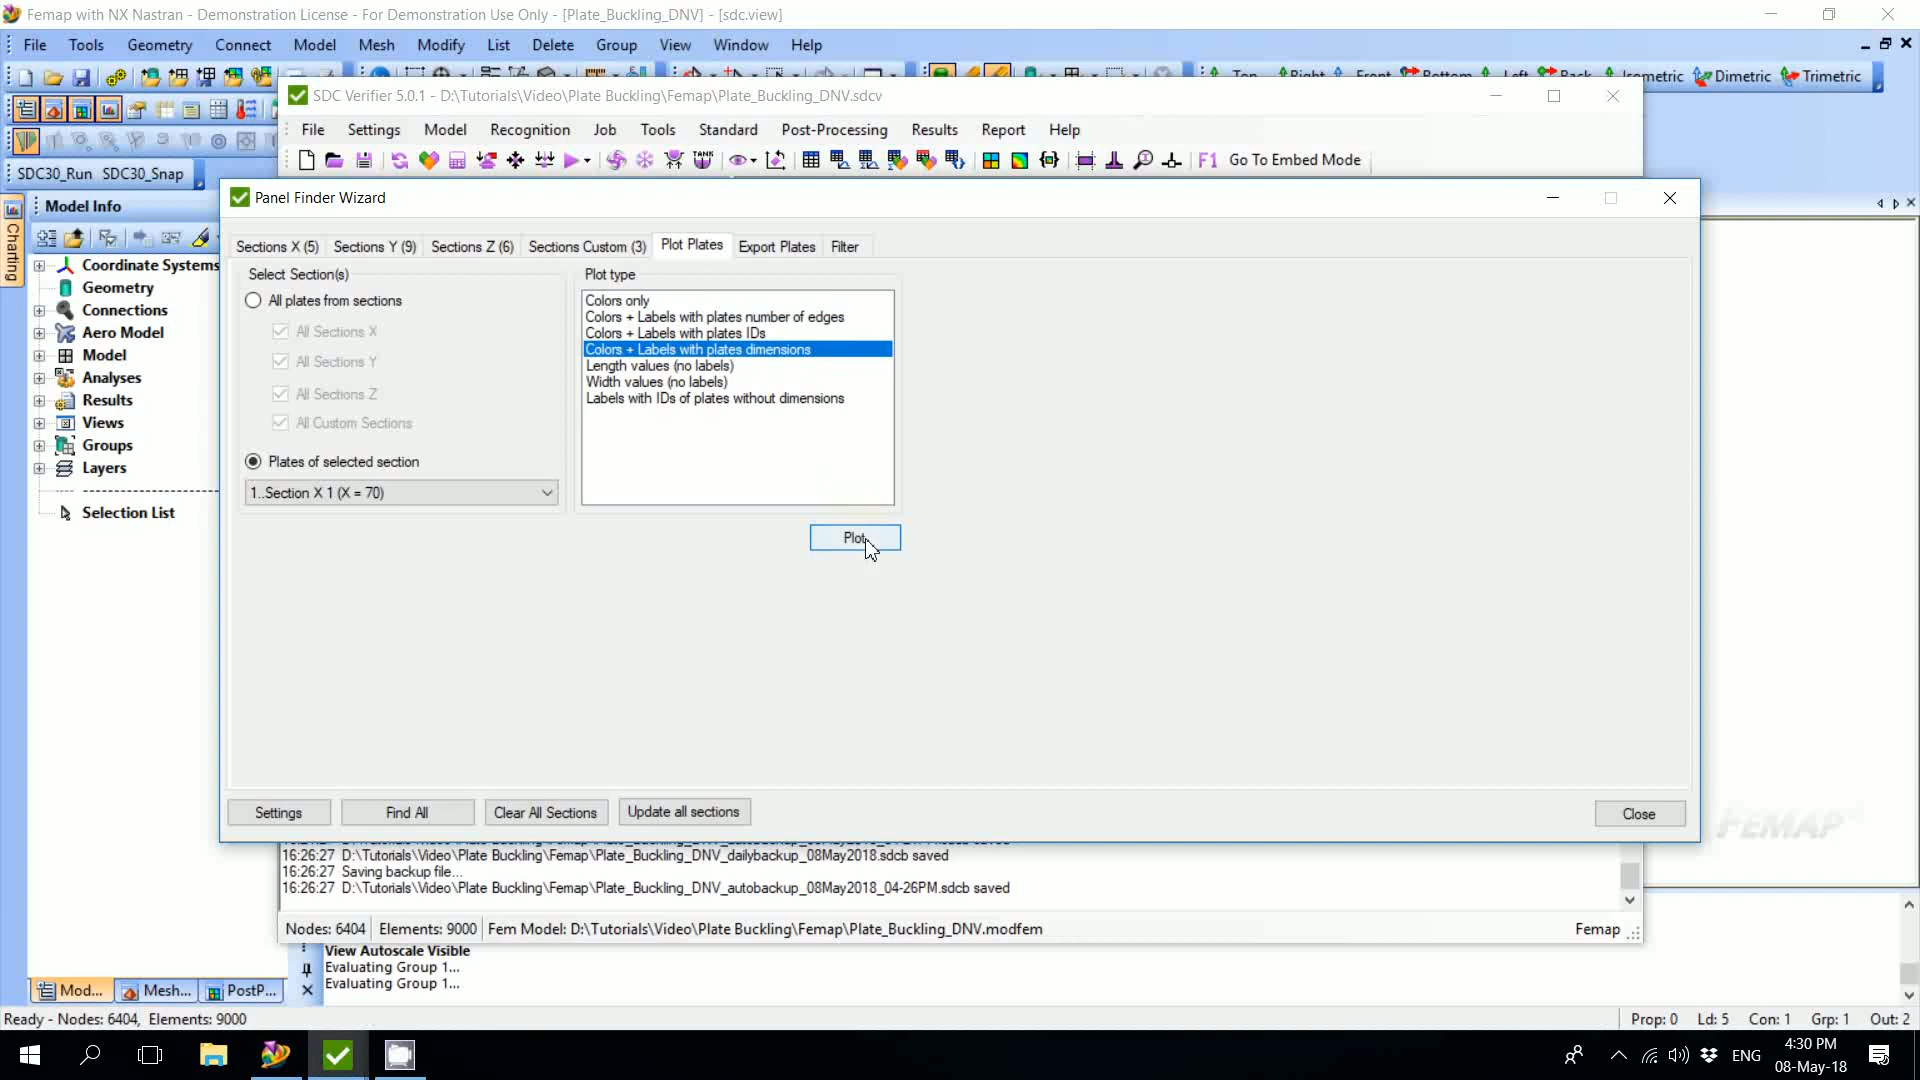 Femap with NX Nastran - Demonstration License - For Demonstration Use Only - [Plate_Buckling_DNV] - [sdc.view]
File Tools Geometry Connect Model Mesh Modify List Delete Group View Window Help
Right Dimetric Trimetric
SDC Verifier 5.0.1 - D:\Tutorials\Video\Plate Buckling\Femap\Plate_Buckling_DNV.sdcv
File Settings Model Recognition Job Tools Standard Post-Processing Results Report Help
TANK F1 Go To Embed Mode
SDC30_Run SDC30_Snap
Charting
Model Info
Coordinate Systems
Geometry
Connections
Aero Model
Model
Analyses
Results
Views
Groups
Layers
Selection List
Panel Finder Wizard
Sections X (5) Sections Y (9) Sections Z (6) Sections Custom (3) Plot Plates Export Plates Filter
Select Section(s)
All plates from sections
All Sections X
All Sections Y
All Sections Z
All Custom Sections
Plates of selected section
1..Section X 1 (X = 70)
Plot type
Colors only
Colors + Labels with plates number of edges
Colors + Labels with plates IDs
Colors + Labels with plates dimensions
Length values (no labels)
Width values (no labels)
Labels with IDs of plates without dimensions
Plot
Settings Find All Clear All Sections Update all sections Close
FEMAP
16:26:27 D:\Tutorials\Video\Plate Buckling\Femap\Plate_Buckling_DNV_dailybackup_08May2018.sdcb saved
16:26:27 Saving backup file...
16:26:27 D:\Tutorials\Video\Plate Buckling\Femap\Plate_Buckling_DNV_autobackup_08May2018_04-26PM.sdcb saved
Nodes: 6404 Elements: 9000 Fem Model: D:\Tutorials\Video\Plate Buckling\Femap\Plate_Buckling_DNV.modfem Femap
View Autoscale Visible
Evaluating Group 1...
Evaluating Group 1...
Mod... Mesh... PostP...
Ready - Nodes: 6404, Elements: 9000
Prop: 0 Ld: 5 Con: 1 Grp: 1 Out: 2
ENG
4:30 PM
08-May-18